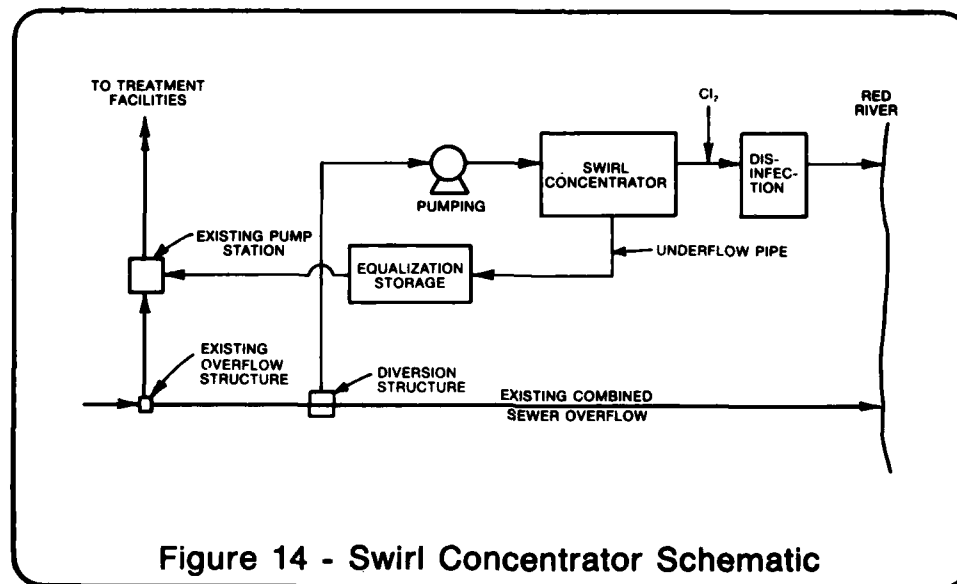 TO TREATMENT
FACILITIES
Cl₂
RED
RIVER
SWIRL
CONCENTRATOR
DIS-
INFEC-
TION
PUMPING
EXISTING PUMP
STATION
UNDERFLOW PIPE
EQUALIZATION
STORAGE
EXISTING
OVERFLOW
STRUCTURE
DIVERSION
STRUCTURE
EXISTING COMBINED
SEWER OVERFLOW
Figure 14 - Swirl Concentrator Schematic